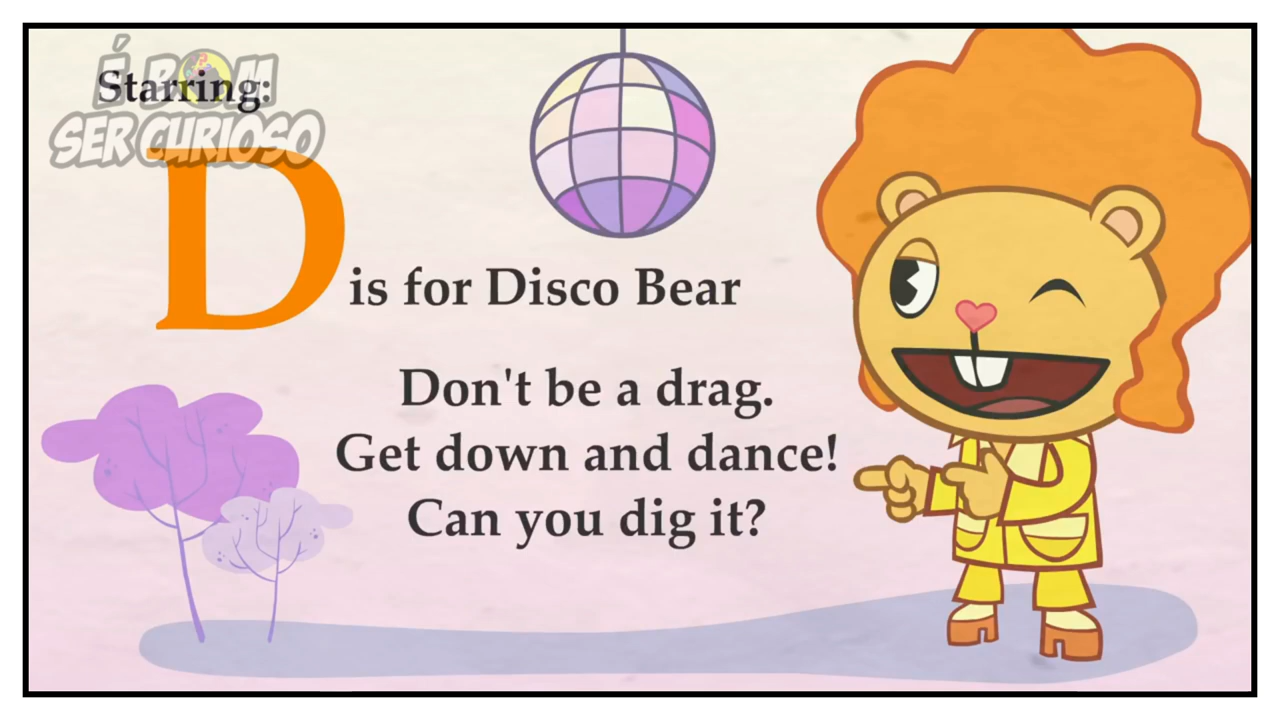 É BOM
SER CURIOSO
Starring:
D is for Disco Bear
Don't be a drag.
Get down and dance!
Can you dig it?